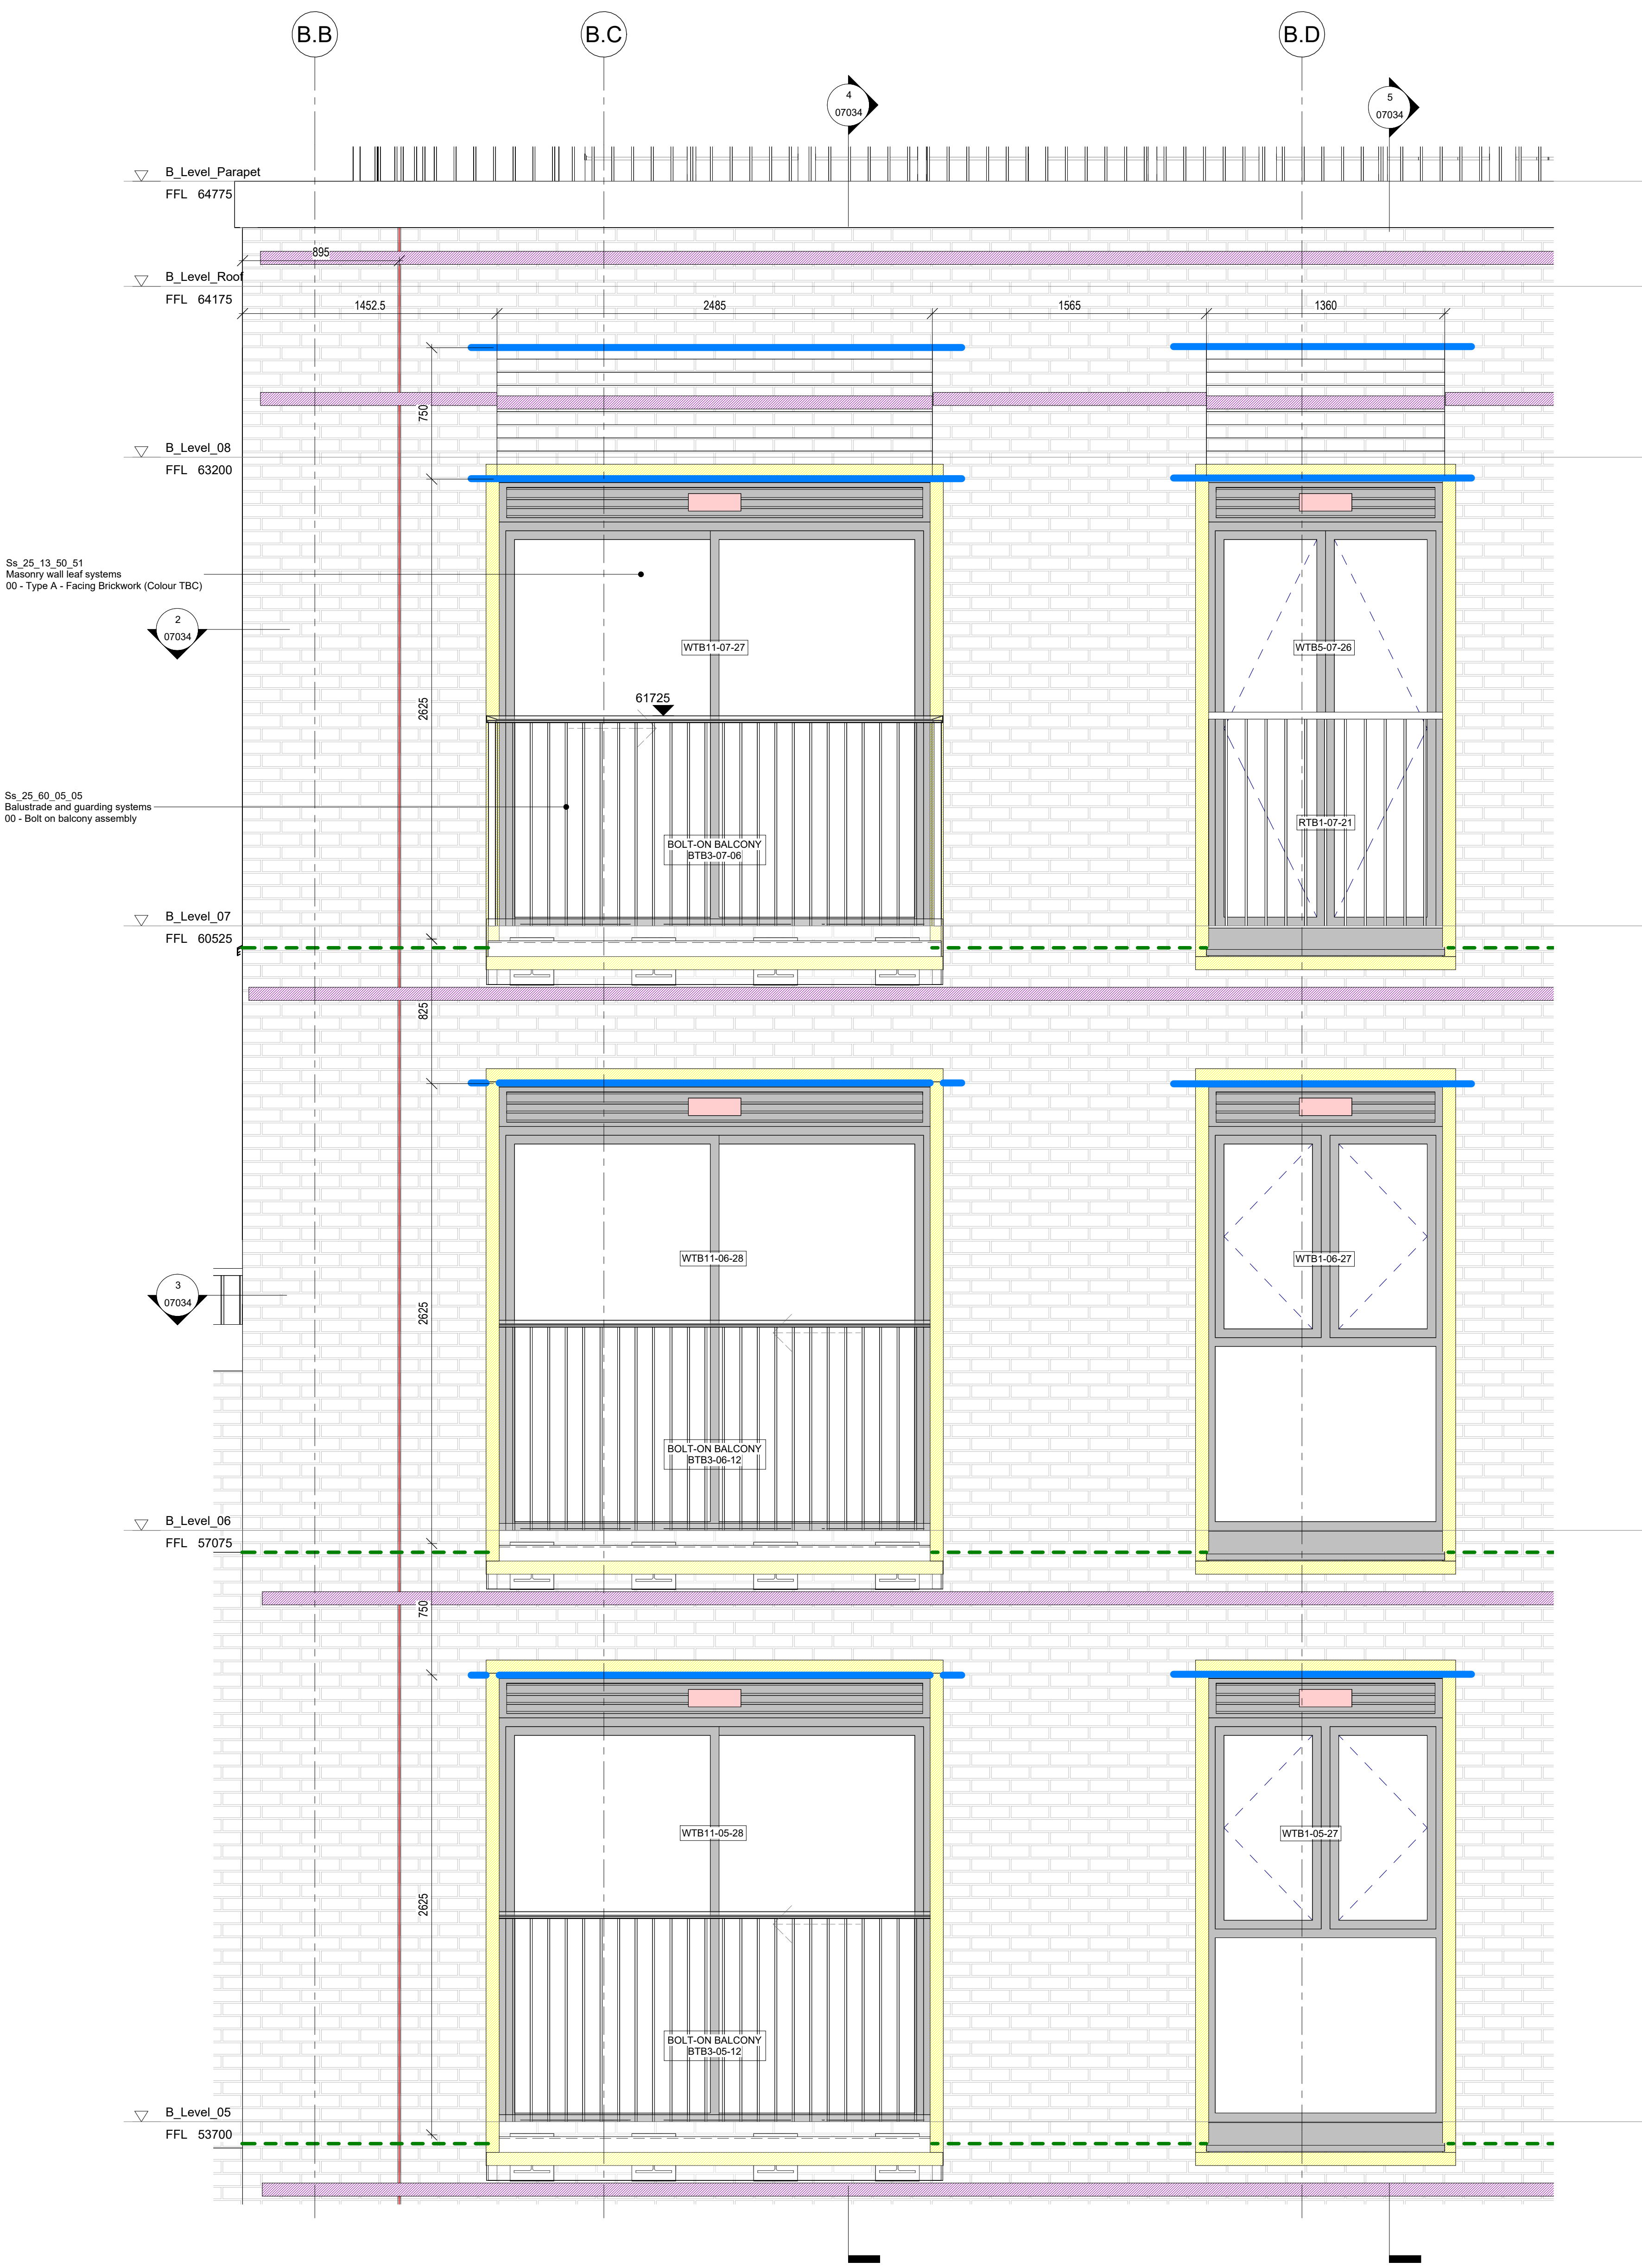 B.B
B.C
B.D
4
07034
5
07034
B_Level_Parapet
FFL 64775
895
B_Level_Roof
FFL 64175
1452.5
2485
1565
1360
750
B_Level_08
FFL 63200
Ss_25_13_50_51
Masonry wall leaf systems
00 - Type A - Facing Brickwork (Colour TBC)
2
07034
WTB11-07-27
WTB5-07-26
61725
2625
Ss_25_60_05_05
Balustrade and guarding systems
00 - Bolt on balcony assembly
RTB1-07-21
BOLT-ON BALCONY
BTB3-07-06
B_Level_07
FFL 60525
825
WTB11-06-28
WTB1-06-27
3
07034
2625
BOLT-ON BALCONY
BTB3-06-12
B_Level_06
FFL 57075
750
WTB11-05-28
WTB1-05-27
2625
BOLT-ON BALCONY
BTB3-05-12
B_Level_05
FFL 53700